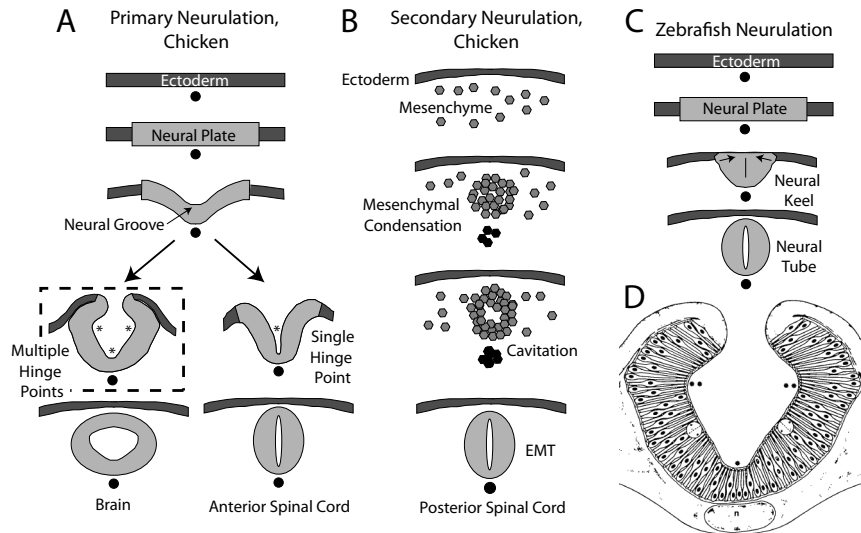 A
Primary Neurulation,
Chicken
Ectoderm
Neural Plate
Neural Groove
*
*
*
Multiple
Hinge
Points
*
Single
Hinge
Point
Brain
Anterior Spinal Cord
B
Secondary Neurulation,
Chicken
Ectoderm
Mesenchyme
Mesenchymal
Condensation
Cavitation
EMT
Posterior Spinal Cord
C
Zebrafish Neurulation
Ectoderm
Neural Plate
Neural
Keel
Neural
Tube
D
n